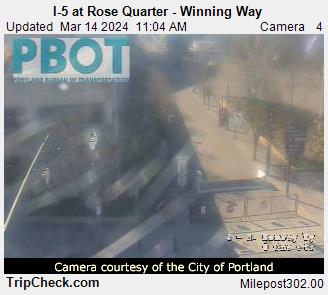 I-5 at Rose Quarter - Winning Way
Updated Mar 14 2024 11:04 AM Camera 4
PBOT
PORTLAND BUREAU OF TRANSPORTATION
Camera courtesy of the City of Portland
TripCheck.com Milepost302.00